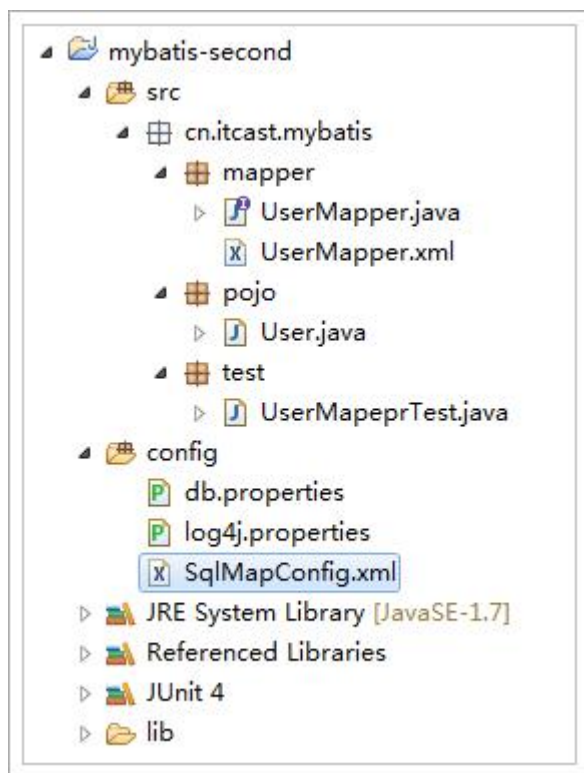 mybatis-second
src
cn.itcast.mybatis
mapper
UserMapper.java
UserMapper.xml
pojo
User.java
test
UserMapeprTest.java
config
db.properties
log4j.properties
SqlMapConfig.xml
JRE System Library [JavaSE-1.7]
Referenced Libraries
JUnit 4
lib